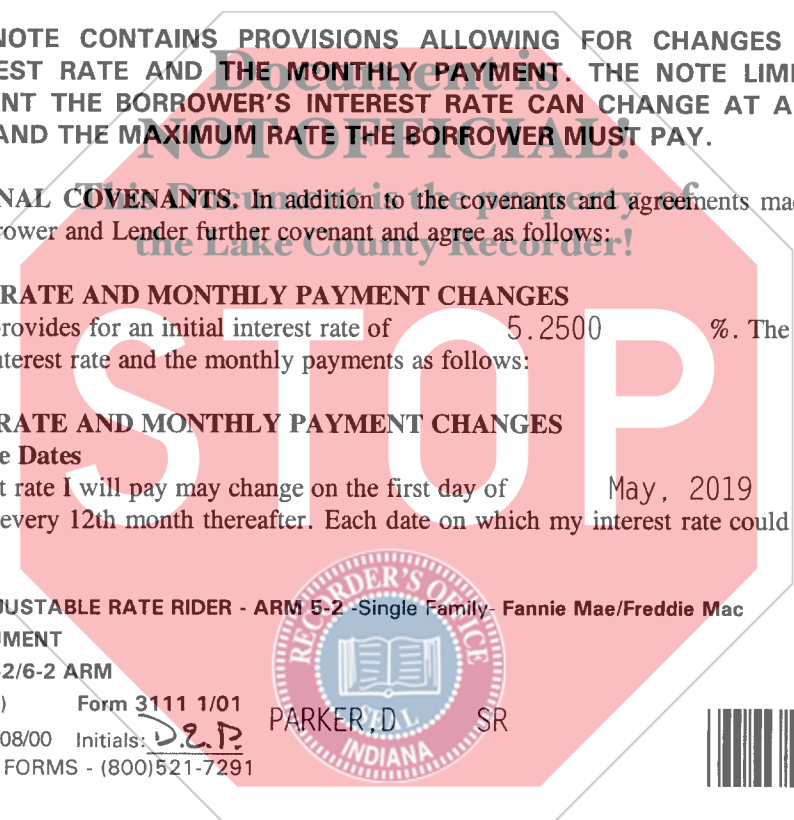 NOTE CONTAINS PROVISIONS ALLOWING FOR CHANGES
EST RATE AND THE MONTHLY PAYMENT. THE NOTE LIM
NT THE BORROWER'S INTEREST RATE CAN CHANGE AT A
AND THE MAXIMUM RATE THE BORROWER MUST PAY.
Document is
NOT OFFICIAL!
This Document is the property of
the Lake County Recorder!
NAL COVENANTS. In addition to the covenants and agreements ma
rower and Lender further covenant and agree as follows:
RATE AND MONTHLY PAYMENT CHANGES
rovides for an initial interest rate of 5.2500 %. The
nterest rate and the monthly payments as follows:
STOP
RATE AND MONTHLY PAYMENT CHANGES
e Dates
t rate I will pay may change on the first day of May, 2019
every 12th month thereafter. Each date on which my interest rate could
JUSTABLE RATE RIDER - ARM 5-2 -Single Family- Fannie Mae/Freddie Mac
UMENT
-2/6-2 ARM
) Form 3111 1/01
08/00 Initials: D.E.P.
PARKER,D SR
FORMS - (800)521-7291
RECORDER'S OFFICE
SEAL
INDIANA